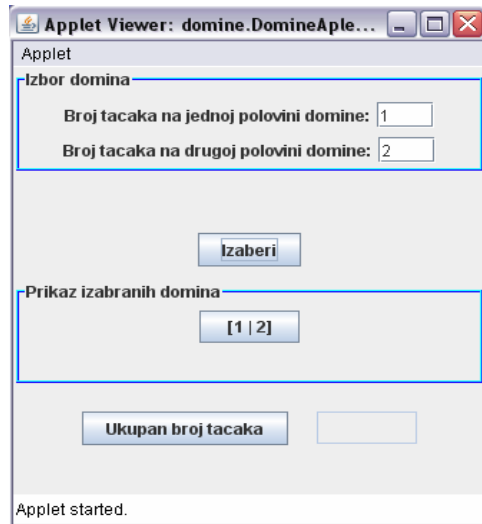 Applet Viewer: domine.DomineAple...
Applet
Izbor domina
Broj tacaka na jednoj polovini domine: 1
Broj tacaka na drugoj polovini domine: 2
Izaberi
Prikaz izabranih domina
[1 | 2]
Ukupan broj tacaka
Applet started.